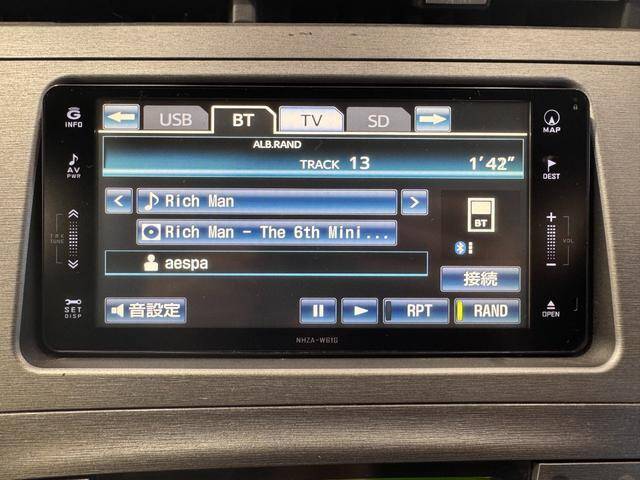 G INFO
AV PWR
TRK TUNE
SET DISP
USB BT TV SD
ALB.RAND
TRACK 13 1'42"
Rich Man
Rich Man - The 6th Mini...
aespa
BT
接続
音設定
RPT RAND
MAP
DEST
+
VOL
-
OPEN
NHZA-W61G